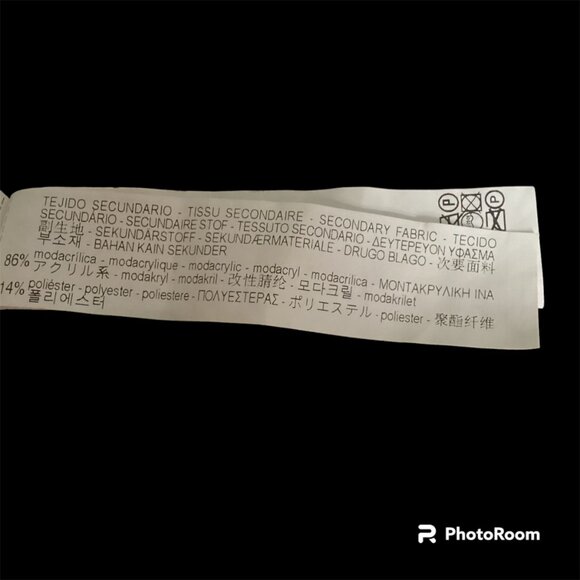 TEJIDO SECUNDARIO - TISSU SECONDAIRE - SECONDARY FABRIC - TECIDO
SECUNDÁRIO - SECUNDAIRE STOF - TESSUTO SECONDARIO - ΔΕΥΤΕΡΕΥΟΝ ΥΦΑΣΜΑ
副生地 - SEKUNDÄRSTOFF - SEKUNDÆRMATERIALE - DRUGO BLAGO - 次要面料
부소재 - BAHAN KAIN SEKUNDER
86% modacrílica - modacrylique - modacrylic - modacryl - modacrilica - ΜΟΝΤΑΚΡΥΛΙΚΗ ΙΝΑ
アクリル系 - modakryl - modakril - 改性腈纶 - 모다크릴 - modakrilet
14% poliéster - polyester - poliestere - ΠΟΛΥΕΣΤΕΡΑΣ - ポリエステル - poliester - 聚酯纤维
폴리에스터
P
P
PhotoRoom